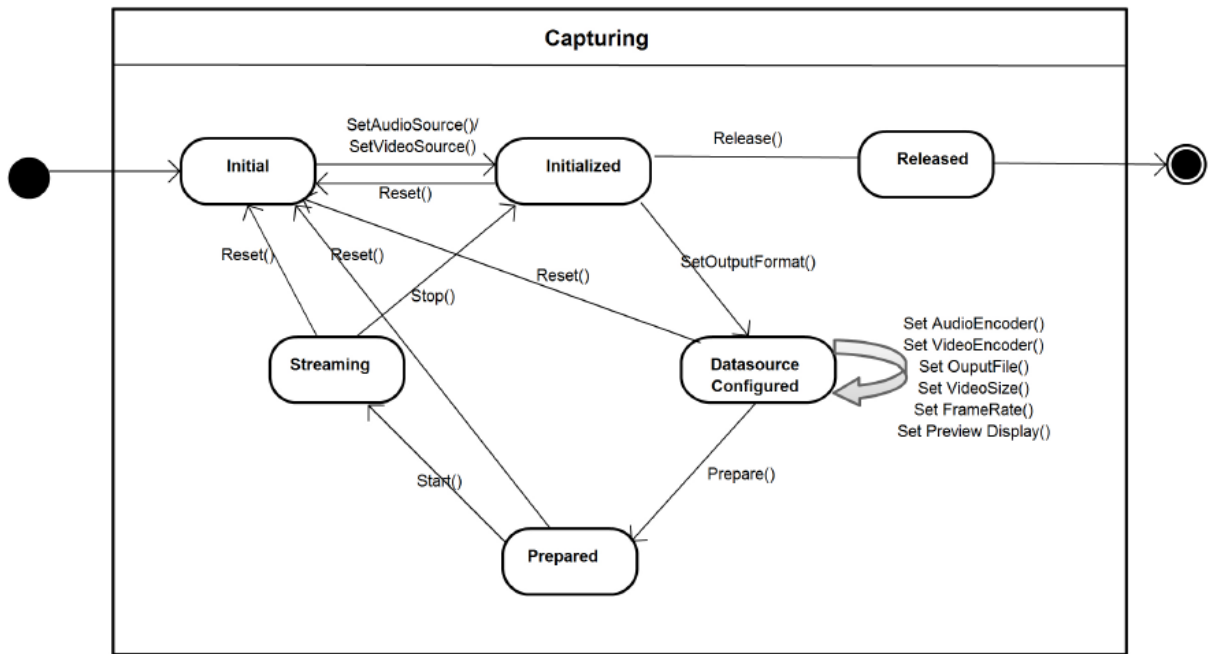 Capturing
SetAudioSource()/
SetVideoSource()
Release()
Initial
Initialized
Released
Reset()
Reset()
Reset()
SetOutputFormat()
Reset()
Stop()
Set AudioEncoder()
Set VideoEncoder()
Set OuputFile()
Set VideoSize()
Set FrameRate()
Set Preview Display()
Streaming
Datasource
Configured
Start()
Prepare()
Prepared